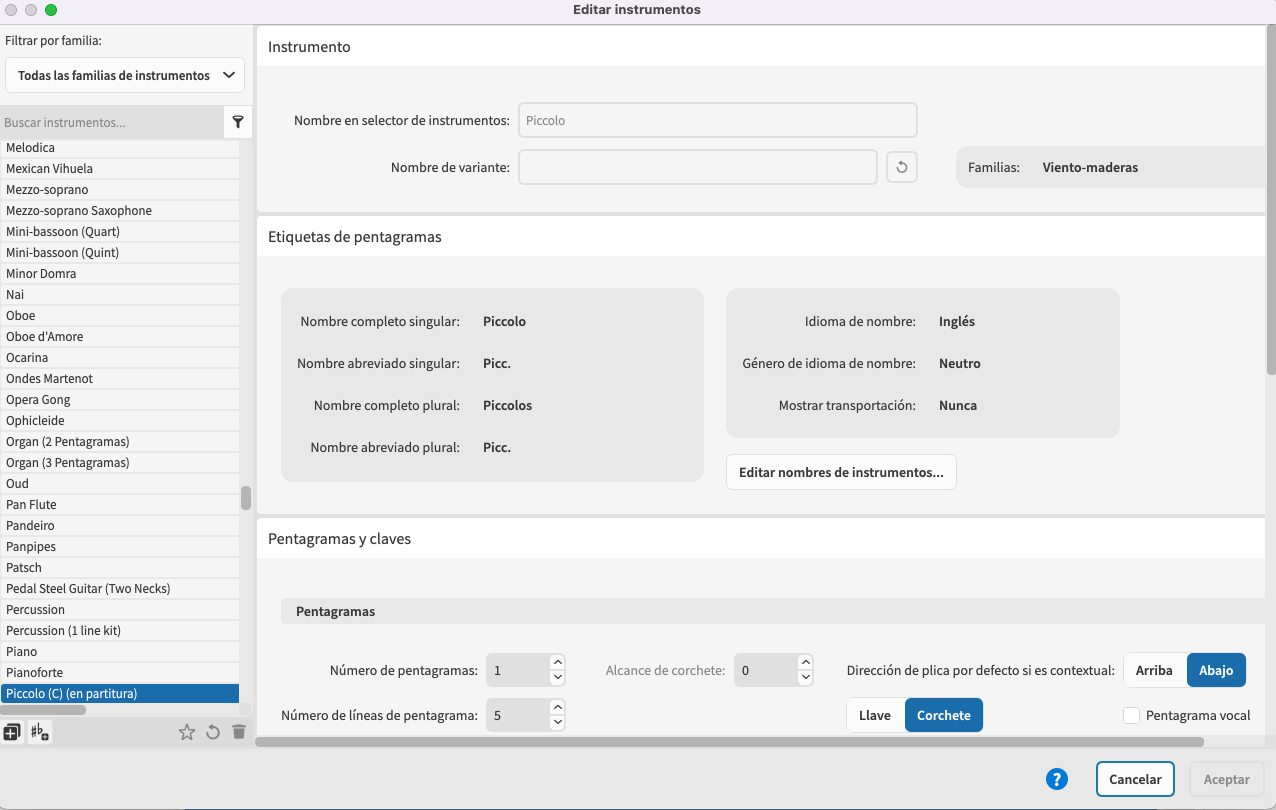 Editar instrumentos
Filtrar por familia:
Todas las familias de instrumentos
Buscar instrumentos...
Melodica
Mexican Vihuela
Mezzo-soprano
Mezzo-soprano Saxophone
Mini-bassoon (Quart)
Mini-bassoon (Quint)
Minor Domra
Nai
Oboe
Oboe d'Amore
Ocarina
Ondes Martenot
Opera Gong
Ophicleide
Organ (2 Pentagramas)
Organ (3 Pentagramas)
Oud
Pan Flute
Pandeiro
Panpipes
Patsch
Pedal Steel Guitar (Two Necks)
Percussion
Percussion (1 line kit)
Piano
Pianoforte
Piccolo (C) (en partitura)
Instrumento
Nombre en selector de instrumentos: Piccolo
Nombre de variante:
Familias: Viento-maderas
Etiquetas de pentagramas
Nombre completo singular: Piccolo
Nombre abreviado singular: Picc.
Nombre completo plural: Piccolos
Nombre abreviado plural: Picc.
Idioma de nombre: Inglés
Género de idioma de nombre: Neutro
Mostrar transportación: Nunca
Editar nombres de instrumentos...
Pentagramas y claves
Pentagramas
Número de pentagramas: 1 Alcance de corchete: 0 Dirección de plica por defecto si es contextual: Arriba Abajo
Número de líneas de pentagrama: 5 Llave Corchete Pentagrama vocal
? Cancelar Aceptar